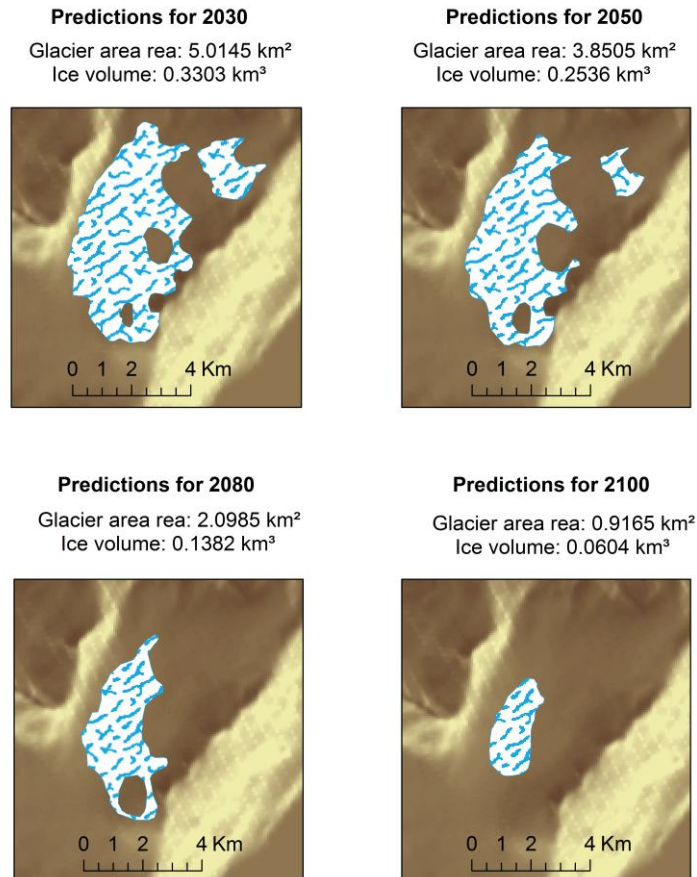 Predictions for 2030
Glacier area rea: 5.0145 km²
Ice volume: 0.3303 km³
0 1 2 4 Km
Predictions for 2050
Glacier area rea: 3.8505 km²
Ice volume: 0.2536 km³
0 1 2 4 Km
Predictions for 2080
Glacier area rea: 2.0985 km²
Ice volume: 0.1382 km³
0 1 2 4 Km
Predictions for 2100
Glacier area rea: 0.9165 km²
Ice volume: 0.0604 km³
0 1 2 4 Km